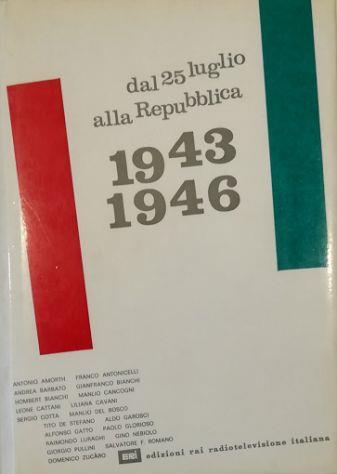 dal 25 luglio
alla Repubblica
1943
1946
ANTONIO AMORTH FRANCO ANTONICELLI
ANDREA BARBATO GIANFRANCO BIANCHI
HOMBERT BIANCHI MANLIO CANCOGNI
LEONE CATTANI LILIANA CAVANI
SERGIO COTTA MANLIO DEL BOSCO
TITO DE STEFANO ALDO GAROSCI
ALFONSO GATTO PAOLO GLORIOSO
RAIMONDO LURAGHI GINO NEBIOLO
GIORGIO PULLINI SALVATORE F. ROMANO
DOMENICO ZUCÀRO ERI edizioni rai radiotelevisione italiana